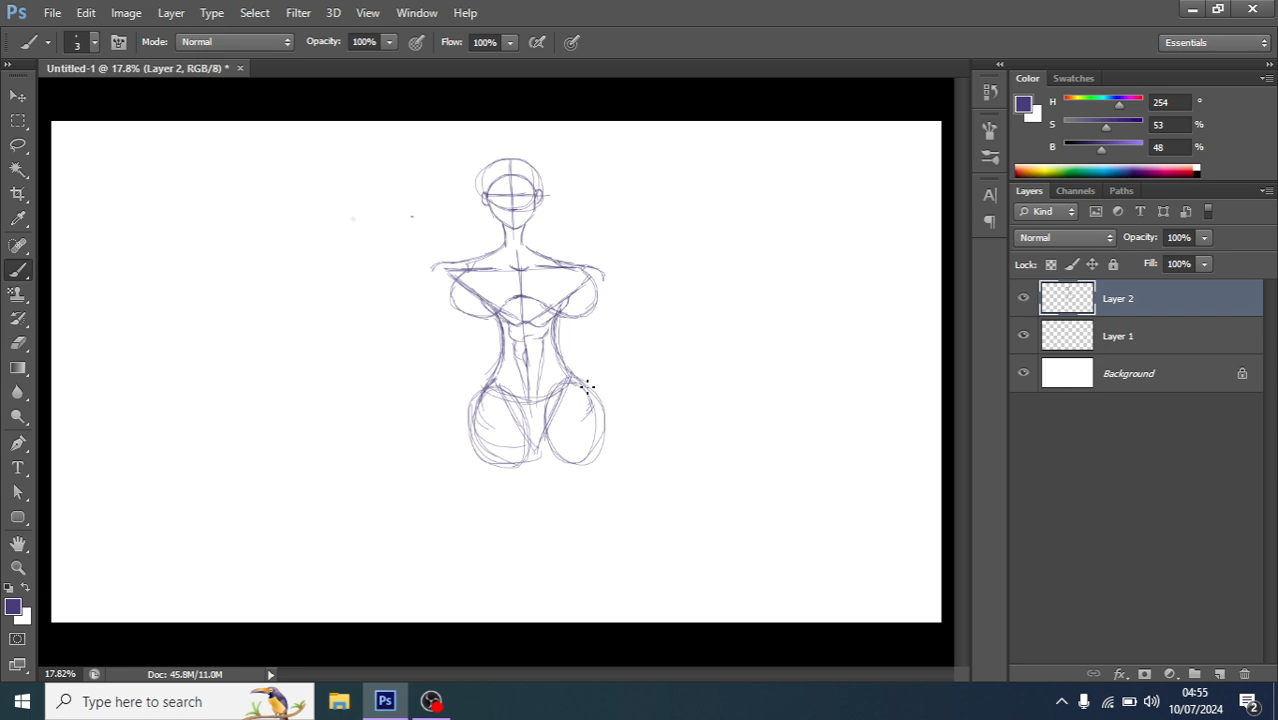 Ps File Edit Image Layer Type Select Filter 3D View Window Help
3 Mode: Normal Opacity: 100% Flow: 100% Essentials
Untitled-1 @ 17.8% (Layer 2, RGB/8) * ×
Color Swatches
H 254 °
S 53 %
B 48 %
Layers Channels Paths
Kind
Normal Opacity: 100%
Lock: Fill: 100%
Layer 2
Layer 1
Background
17.82% Doc: 45.8M/11.0M
Type here to search Ps 04:55
10/07/2024 2